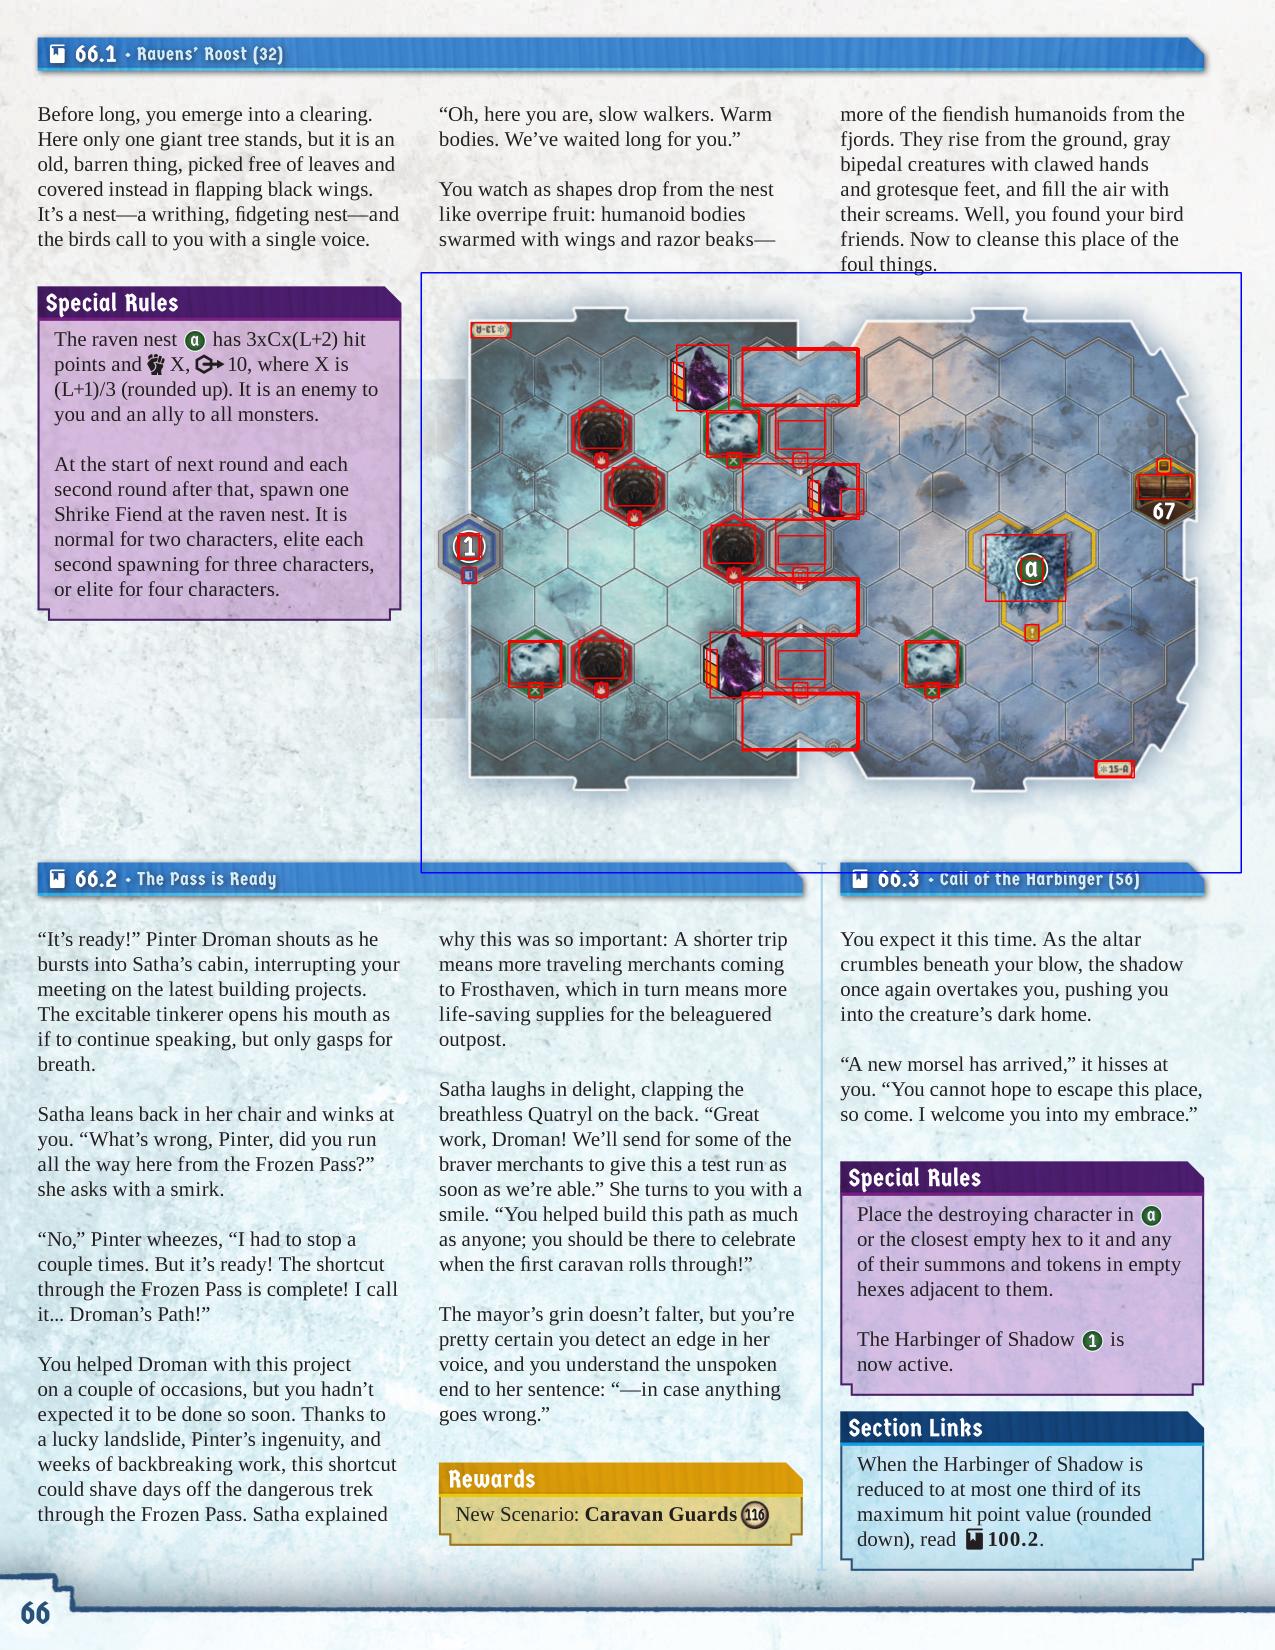 66.1 • Ravens’ Roost (32)
Before long, you emerge into a clearing.
Here only one giant tree stands, but it is an
old, barren thing, picked free of leaves and
covered instead in flapping black wings.
It’s a nest—a writhing, fidgeting nest—and
the birds call to you with a single voice.
“Oh, here you are, slow walkers. Warm
bodies. We’ve waited long for you.”
You watch as shapes drop from the nest
like overripe fruit: humanoid bodies
swarmed with wings and razor beaks—
more of the fiendish humanoids from the
fjords. They rise from the ground, gray
bipedal creatures with clawed hands
and grotesque feet, and fill the air with
their screams. Well, you found your bird
friends. Now to cleanse this place of the
foul things.
Special Rules
The raven nest a has 3xCx(L+2) hit
points and X, 10, where X is
(L+1)/3 (rounded up). It is an enemy to
you and an ally to all monsters.
At the start of next round and each
second round after that, spawn one
Shrike Fiend at the raven nest. It is
normal for two characters, elite each
second spawning for three characters,
or elite for four characters.
13-A
1
67
a
15-A
66.2 • The Pass is Ready
“It’s ready!” Pinter Droman shouts as he
bursts into Satha’s cabin, interrupting your
meeting on the latest building projects.
The excitable tinkerer opens his mouth as
if to continue speaking, but only gasps for
breath.
Satha leans back in her chair and winks at
you. “What’s wrong, Pinter, did you run
all the way here from the Frozen Pass?”
she asks with a smirk.
“No,” Pinter wheezes, “I had to stop a
couple times. But it’s ready! The shortcut
through the Frozen Pass is complete! I call
it... Droman’s Path!”
You helped Droman with this project
on a couple of occasions, but you hadn’t
expected it to be done so soon. Thanks to
a lucky landslide, Pinter’s ingenuity, and
weeks of backbreaking work, this shortcut
could shave days off the dangerous trek
through the Frozen Pass. Satha explained
why this was so important: A shorter trip
means more traveling merchants coming
to Frosthaven, which in turn means more
life-saving supplies for the beleaguered
outpost.
Satha laughs in delight, clapping the
breathless Quatryl on the back. “Great
work, Droman! We’ll send for some of the
braver merchants to give this a test run as
soon as we’re able.” She turns to you with a
smile. “You helped build this path as much
as anyone; you should be there to celebrate
when the first caravan rolls through!”
The mayor’s grin doesn’t falter, but you’re
pretty certain you detect an edge in her
voice, and you understand the unspoken
end to her sentence: “—in case anything
goes wrong.”
Rewards
New Scenario: Caravan Guards 116
66.3 • Call of the Harbinger (56)
You expect it this time. As the altar
crumbles beneath your blow, the shadow
once again overtakes you, pushing you
into the creature’s dark home.
“A new morsel has arrived,” it hisses at
you. “You cannot hope to escape this place,
so come. I welcome you into my embrace.”
Special Rules
Place the destroying character in a
or the closest empty hex to it and any
of their summons and tokens in empty
hexes adjacent to them.
The Harbinger of Shadow 1 is
now active.
Section Links
When the Harbinger of Shadow is
reduced to at most one third of its
maximum hit point value (rounded
down), read 100.2.
66